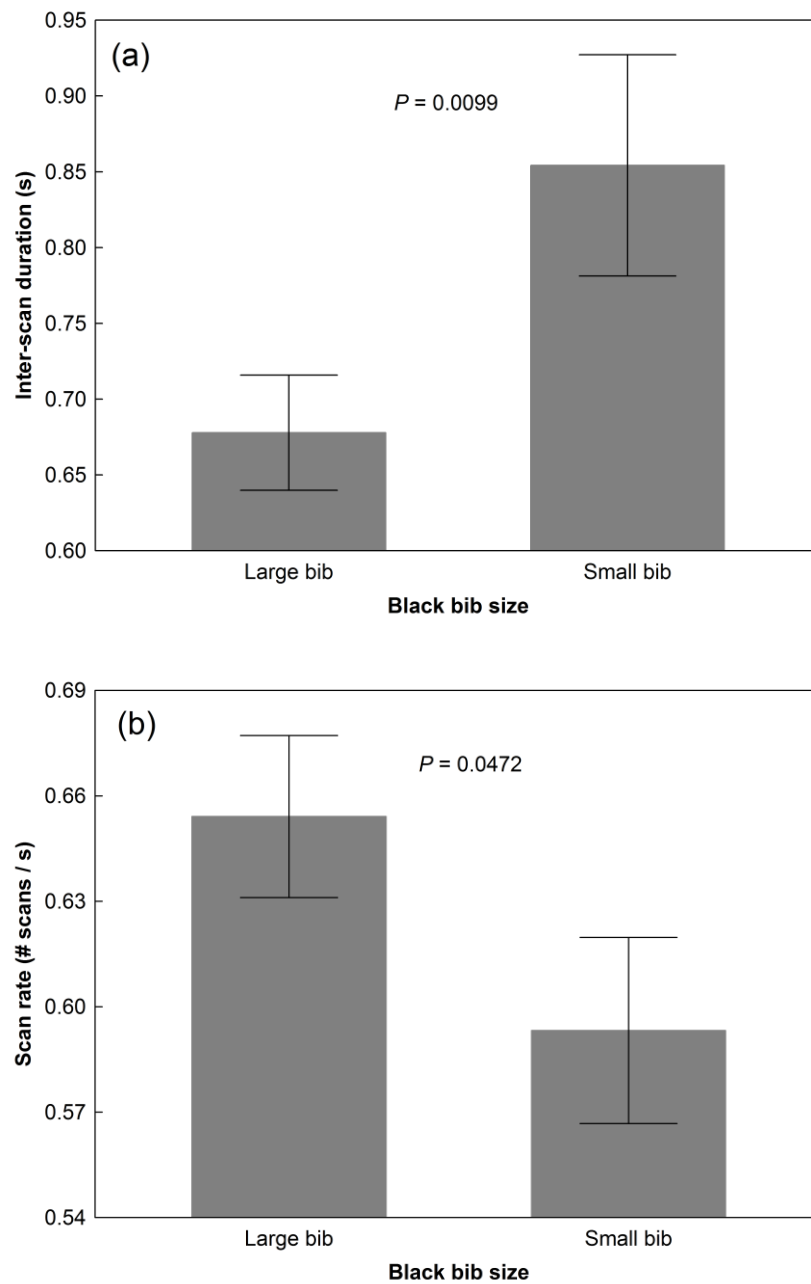 (a)
P = 0.0099
Inter-scan duration (s)
0.95
0.90
0.85
0.80
0.75
0.70
0.65
0.60
Large bib
Small bib
Black bib size
(b)
P = 0.0472
Scan rate (# scans / s)
0.69
0.66
0.63
0.60
0.57
0.54
Large bib
Small bib
Black bib size